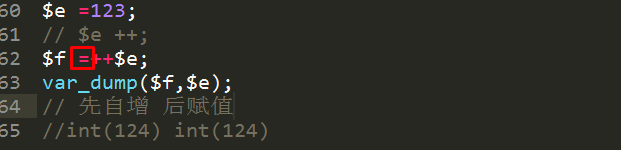 60 $e =123;
61 // $e ++;
62 $f =++$e;
63 var_dump($f,$e);
64 // 先自增 后赋值
65 //int(124) int(124)